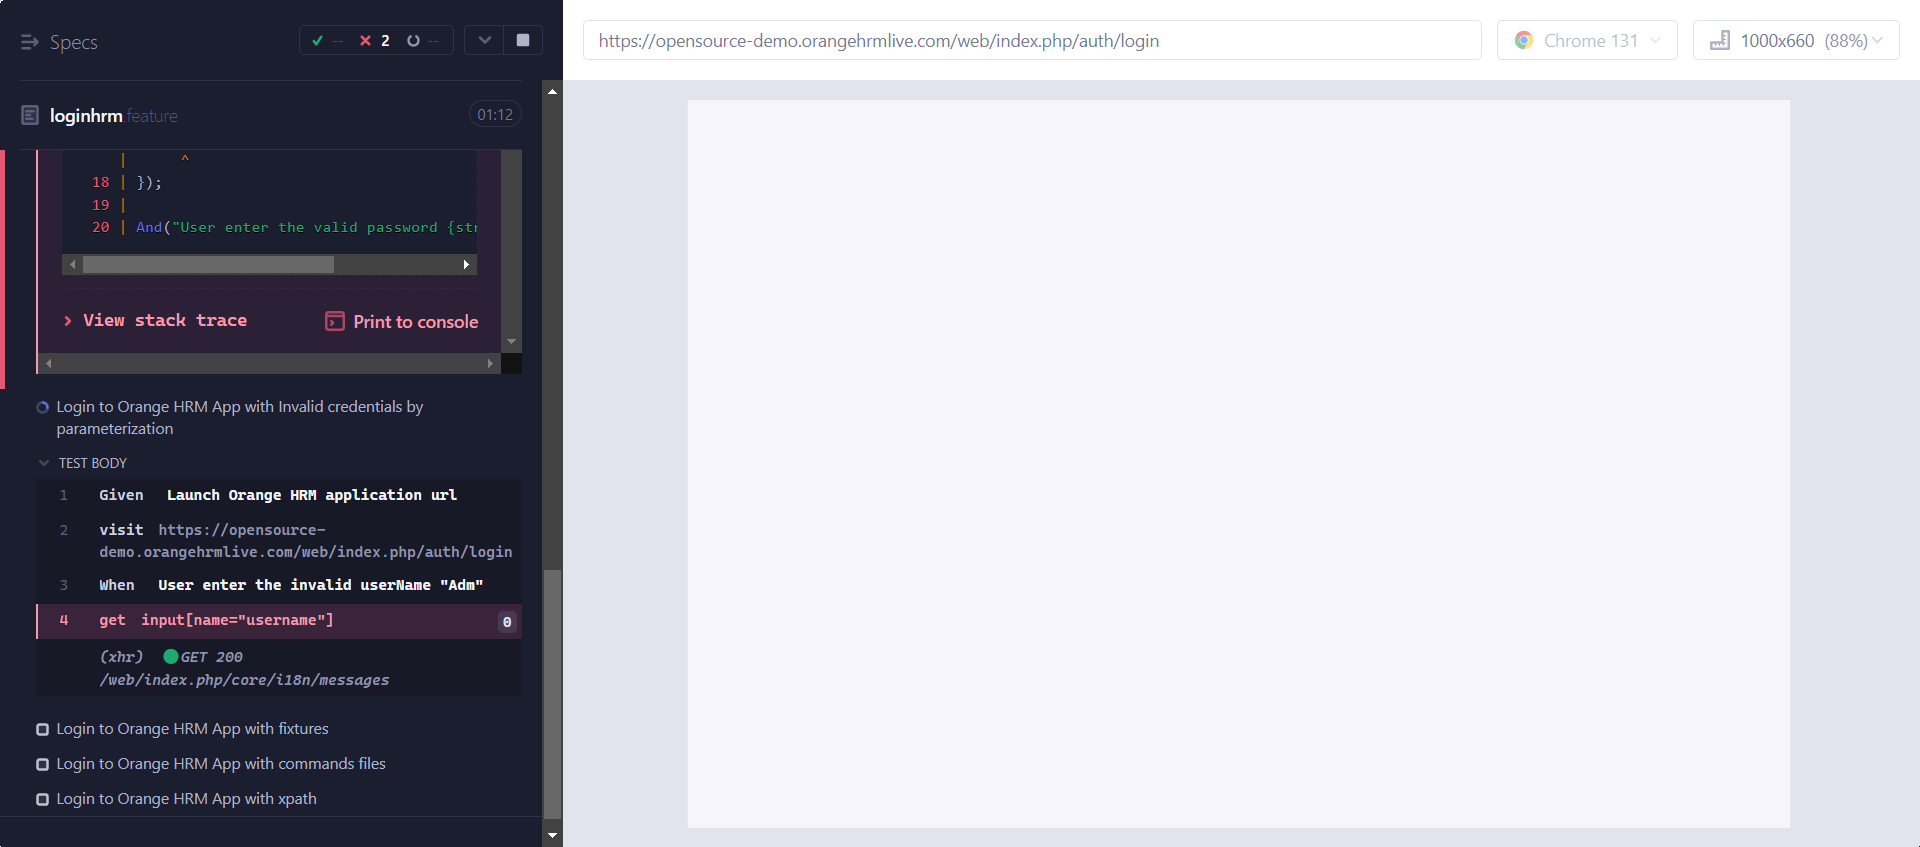 Specs
-- 2 --
https://opensource-demo.orangehrmlive.com/web/index.php/auth/login
Chrome 131
1000x660 (88%)
loginhrm.feature
01:12
| ^
18 | });
19 |
20 | And("User enter the valid password {str
View stack trace
Print to console
Login to Orange HRM App with Invalid credentials by
parameterization
TEST BODY
1 Given Launch Orange HRM application url
2 visit https://opensource-
demo.orangehrmlive.com/web/index.php/auth/login
3 When User enter the invalid userName "Adm"
4 get input[name="username"] 0
(xhr) GET 200
/web/index.php/core/i18n/messages
Login to Orange HRM App with fixtures
Login to Orange HRM App with commands files
Login to Orange HRM App with xpath